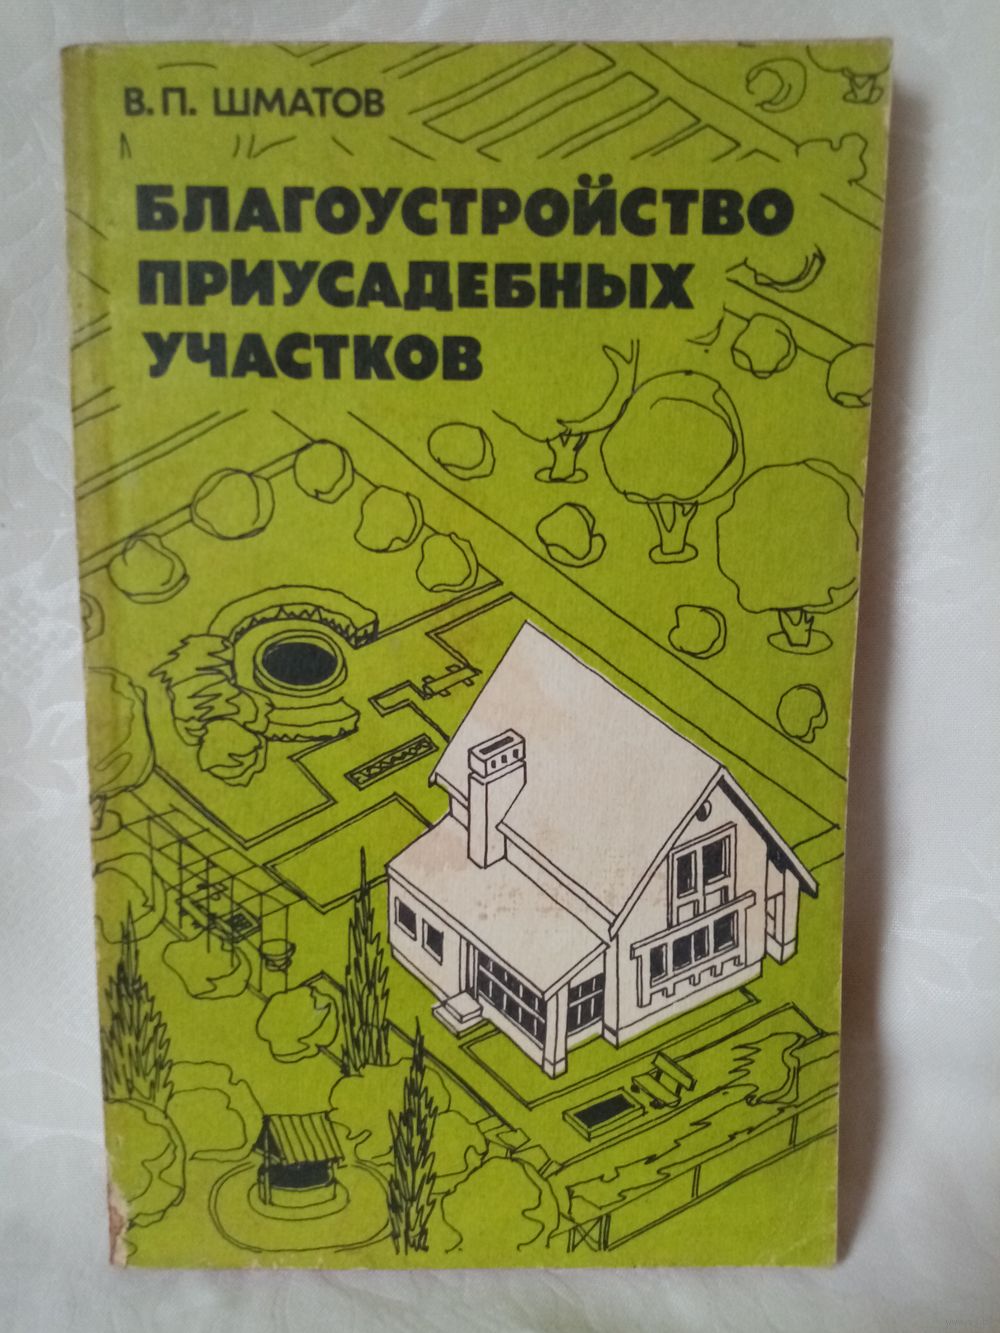 В.П. ШМАТОВ
БЛАГОУСТРОЙСТВО
ПРИУСАДЕБНЫХ
УЧАСТКОВ